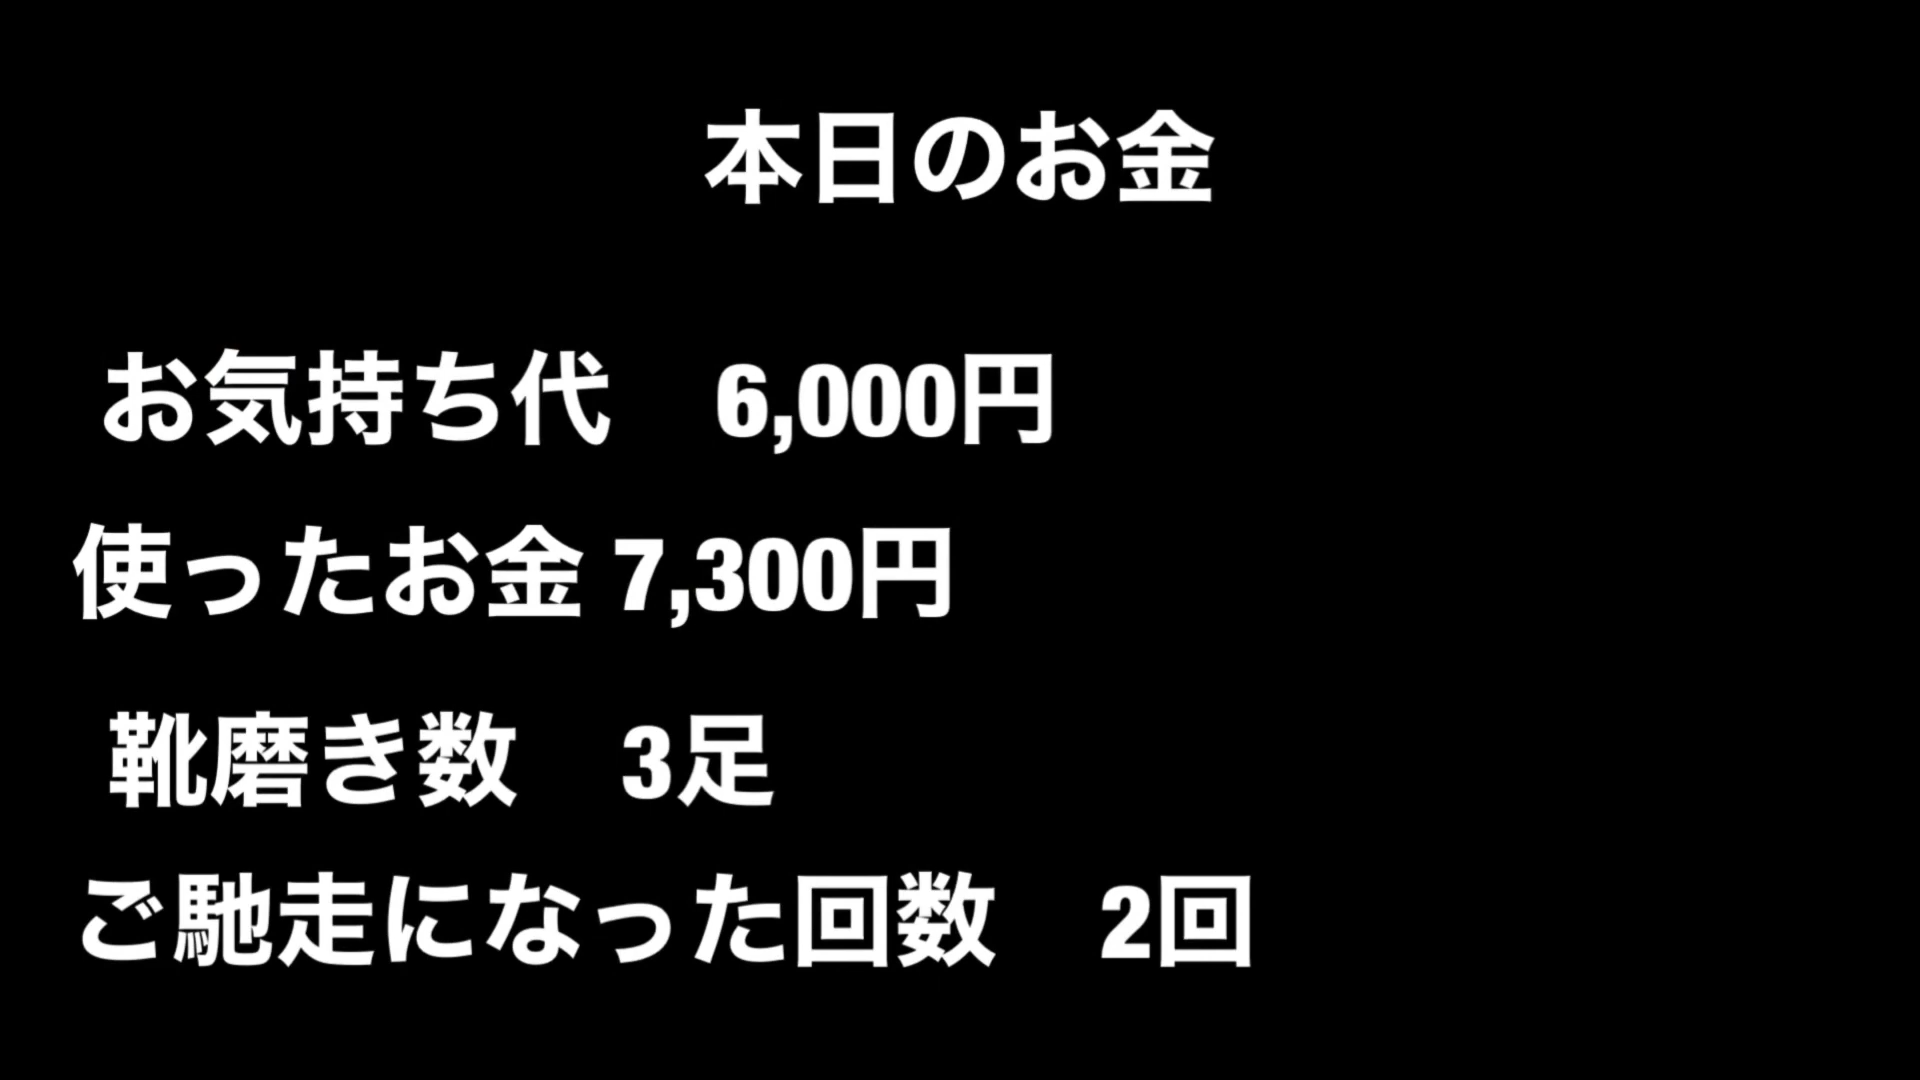 本日のお金
お気持ち代　6,000円
使ったお金 7,300円
靴磨き数　3足
ご馳走になった回数　2回